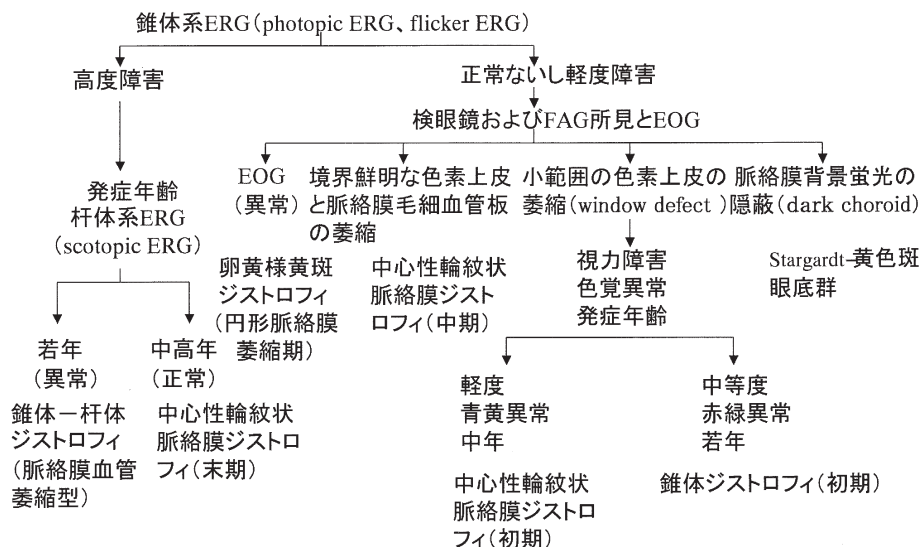 錐体系ERG(photopic ERG、flicker ERG)
高度障害
正常ないし軽度障害
検眼鏡およびFAG所見とEOG
発症年齢
杆体系ERG
(scotopic ERG)
EOG
(異常)
境界鮮明な色素上皮
と脈絡膜毛細血管板
の萎縮
小範囲の色素上皮の
萎縮(window defect)
脈絡膜背景蛍光の
隠蔽(dark choroid)
卵黄様黄斑
ジストロフィ
(円形脈絡膜
萎縮期)
中心性輪紋状
脈絡膜ジスト
ロフィ(中期)
視力障害
色覚異常
発症年齢
Stargardt-黄色斑
眼底群
若年
(異常)
中高年
(正常)
錐体－杆体
ジストロフィ
(脈絡膜血管
萎縮型)
中心性輪紋状
脈絡膜ジストロ
フィ(末期)
軽度
青黄異常
中年
中等度
赤緑異常
若年
中心性輪紋状
脈絡膜ジストロ
フィ(初期)
錐体ジストロフィ(初期)